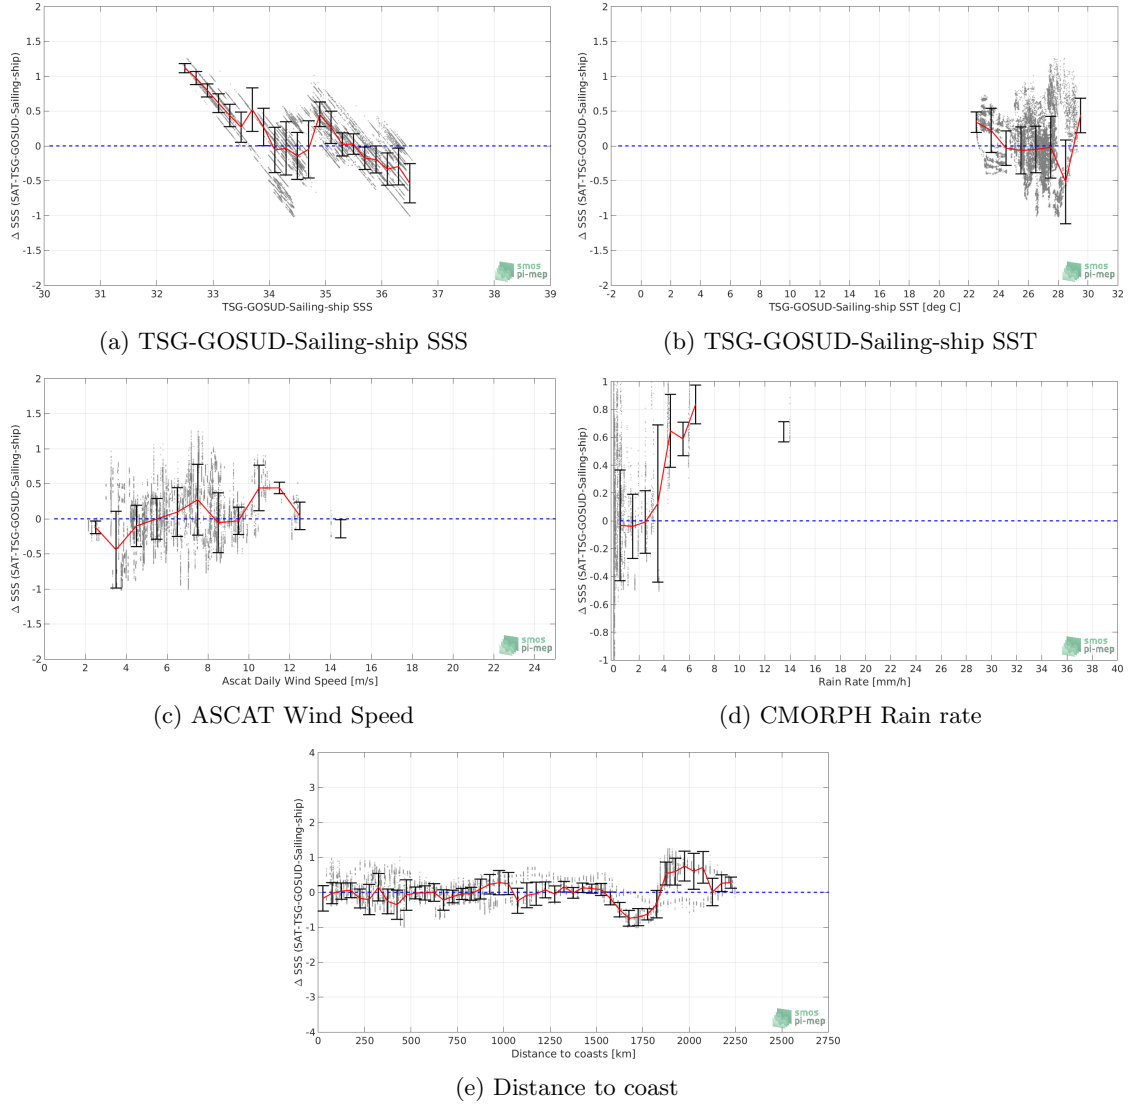 2
1.5
1
0.5
0
-0.5
-1
-1.5
-2
Δ SSS (SAT-TSG-GOSUD-Sailing-ship)
30 31 32 33 34 35 36 37 38 39
TSG-GOSUD-Sailing-ship SSS
smos
pi-mep
(a) TSG-GOSUD-Sailing-ship SSS
2
1.5
1
0.5
0
-0.5
-1
-1.5
-2
Δ SSS (SAT-TSG-GOSUD-Sailing-ship)
-2 0 2 4 6 8 10 12 14 16 18 20 22 24 26 28 30 32
TSG-GOSUD-Sailing-ship SST [deg C]
smos
pi-mep
(b) TSG-GOSUD-Sailing-ship SST
2
1.5
1
0.5
0
-0.5
-1
-1.5
-2
Δ SSS (SAT-TSG-GOSUD-Sailing-ship)
0 2 4 6 8 10 12 14 16 18 20 22 24
Ascat Daily Wind Speed [m/s]
smos
pi-mep
(c) ASCAT Wind Speed
1
0.8
0.6
0.4
0.2
0
-0.2
-0.4
-0.6
-0.8
-1
Δ SSS (SAT-TSG-GOSUD-Sailing-ship)
0 2 4 6 8 10 12 14 16 18 20 22 24 26 28 30 32 34 36 38 40
Rain Rate [mm/h]
smos
pi-mep
(d) CMORPH Rain rate
4
3
2
1
0
-1
-2
-3
-4
Δ SSS (SAT-TSG-GOSUD-Sailing-ship)
0 250 500 750 1000 1250 1500 1750 2000 2250 2500 2750
Distance to coasts [km]
smos
pi-mep
(e) Distance to coast